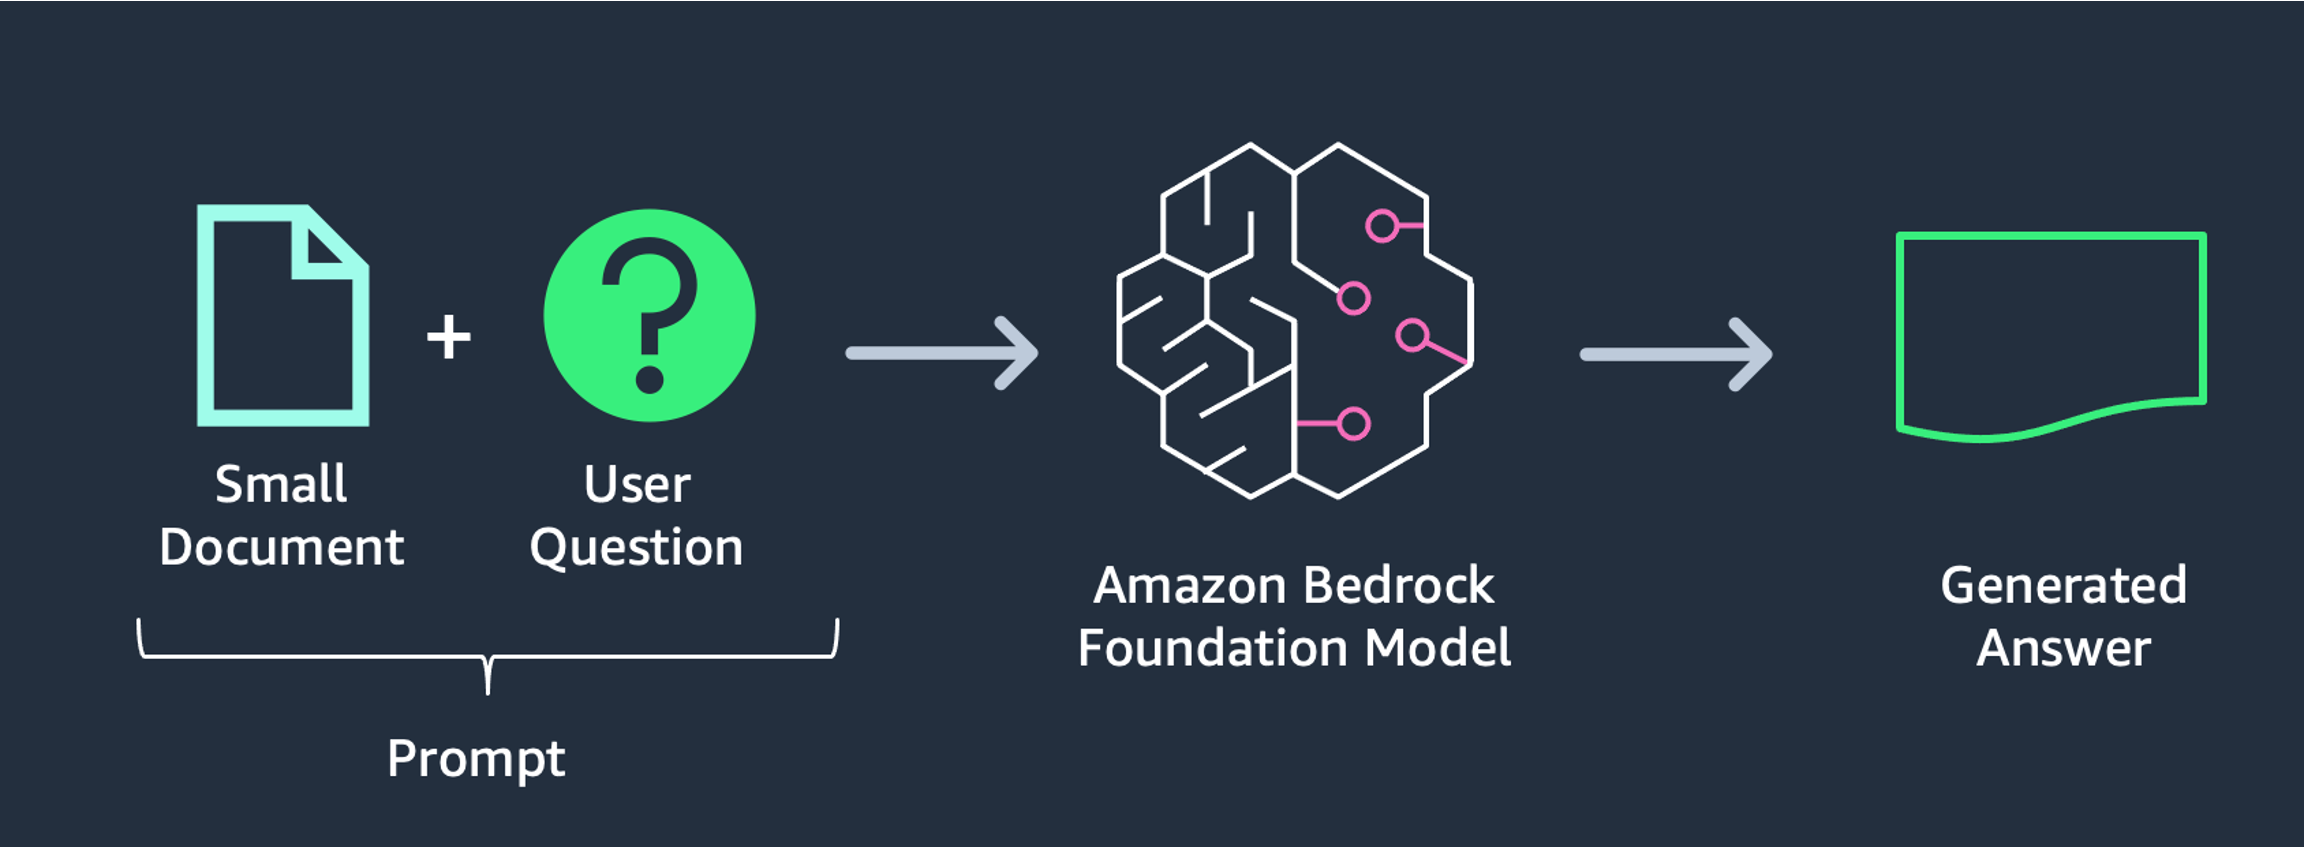 +
Small
Document
User
Question
Prompt
Amazon Bedrock
Foundation Model
Generated
Answer